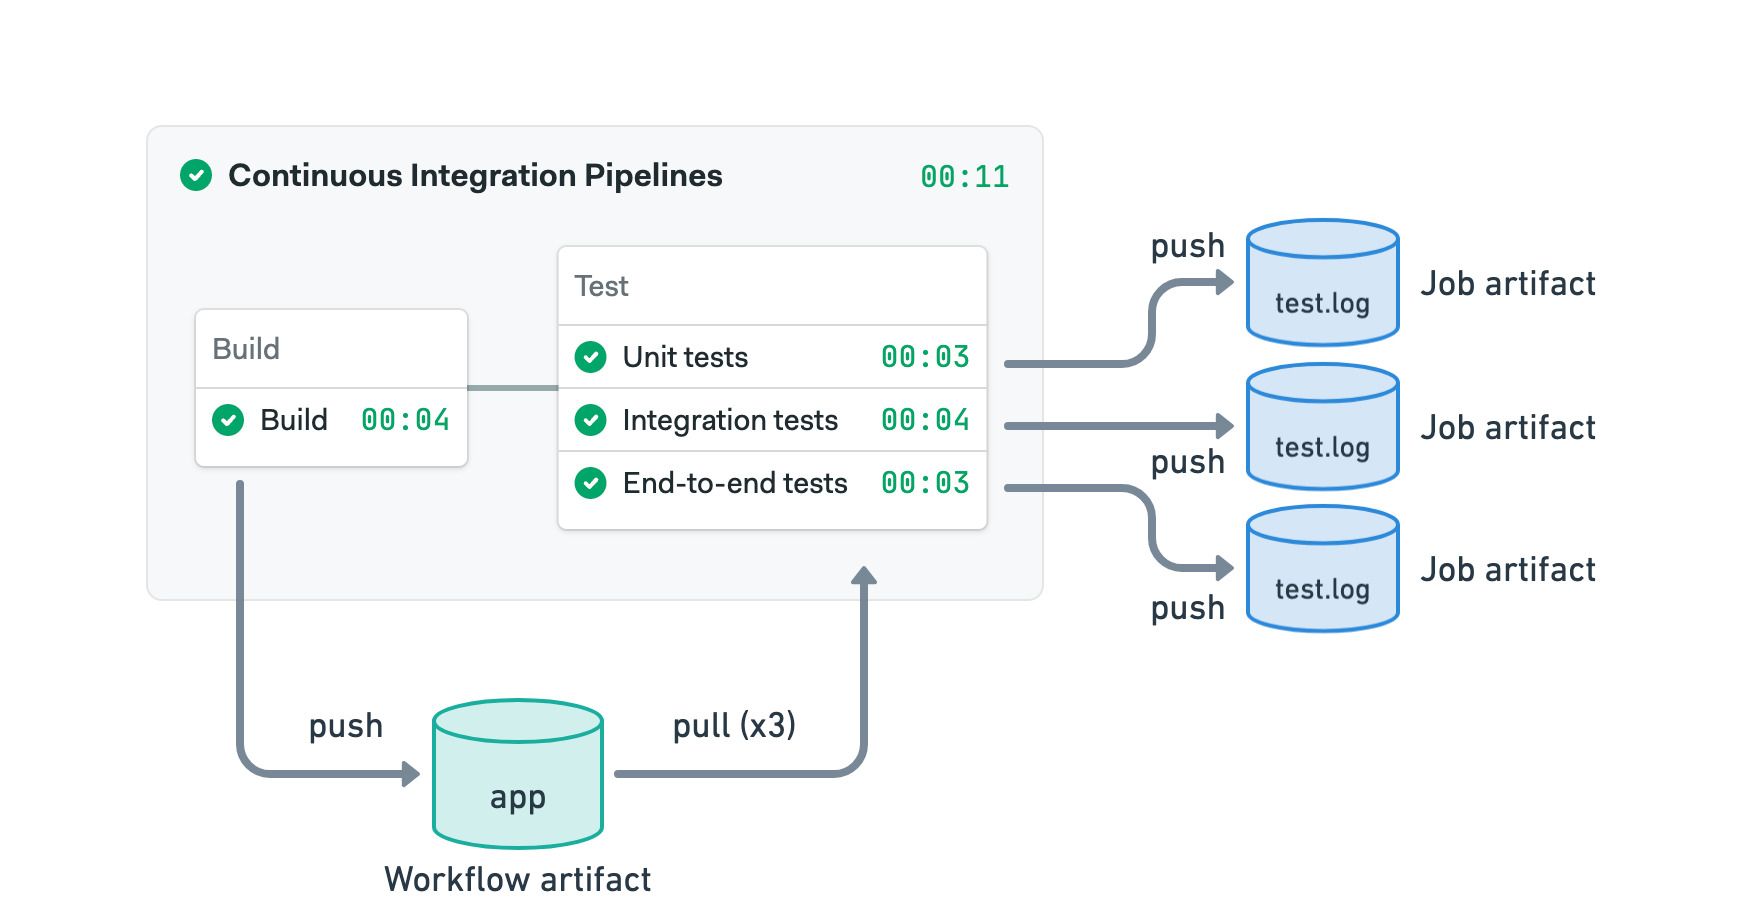 Continuous Integration Pipelines 00:11
Build
Build 00:04
Test
Unit tests 00:03
Integration tests 00:04
End-to-end tests 00:03
push
test.log
Job artifact
push
test.log
Job artifact
push
test.log
Job artifact
push
app
pull (x3)
Workflow artifact